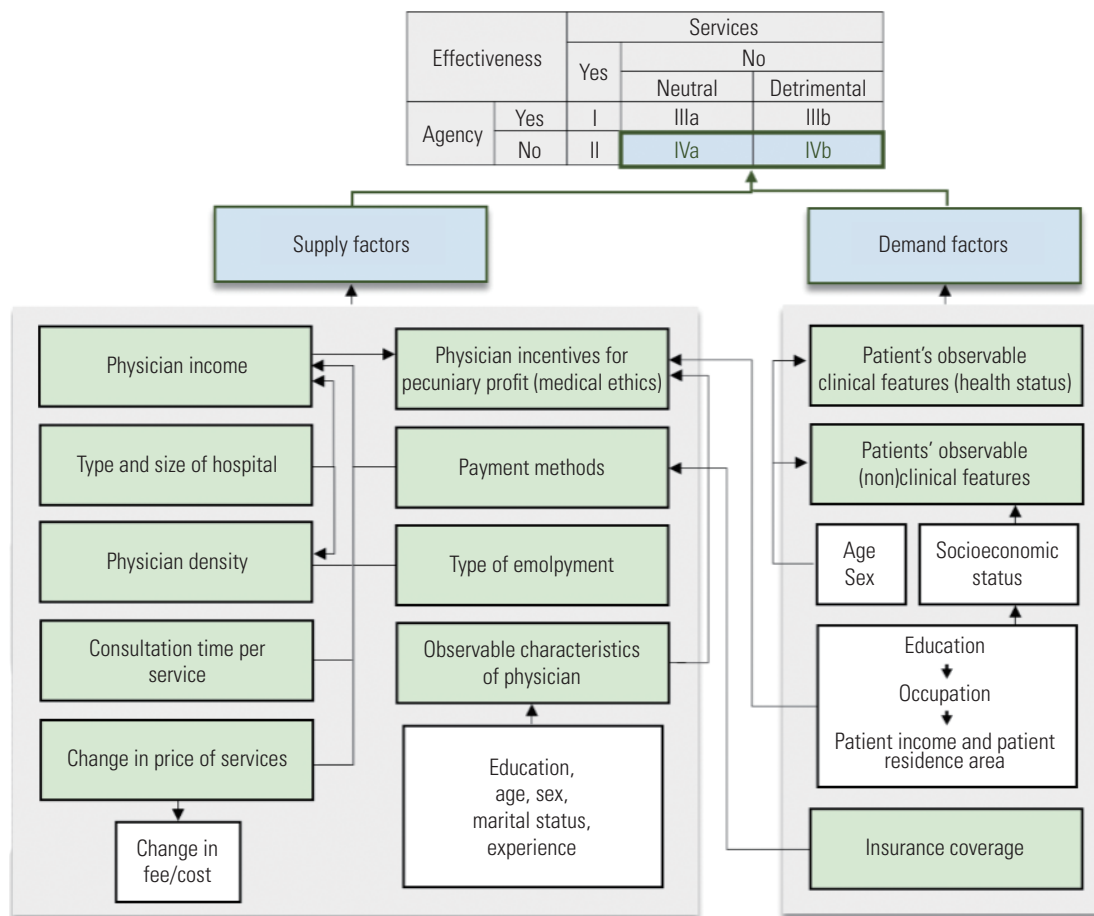 Services
Effectiveness
Yes
No
Neutral
Detrimental
Agency
Yes
I
IIIa
IIIb
No
II
IVa
IVb
Supply factors
Demand factors
Physician income
Physician incentives for
pecuniary profit (medical ethics)
Patient's observable
clinical features (health status)
Type and size of hospital
Payment methods
Patients' observable
(non)clinical features
Physician density
Type of emolpyment
Age
Sex
Socioeconomic
status
Consultation time per
service
Observable characteristics
of physician
Education
Occupation
Patient income and patient
residence area
Change in price of services
Education,
age, sex,
marital status,
experience
Change in
fee/cost
Insurance coverage